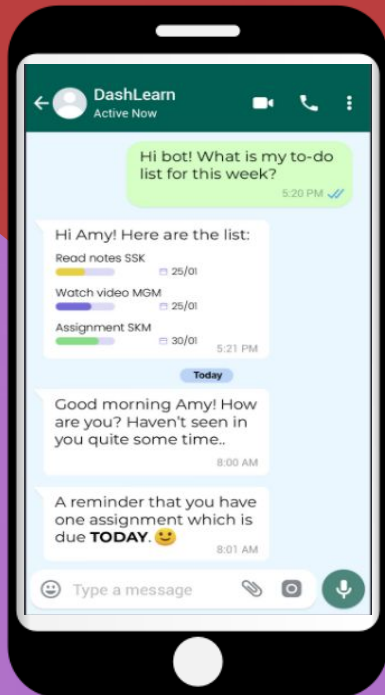 DashLearn
Active Now
Hi bot! What is my to-do
list for this week?
5:20 PM
Hi Amy! Here are the list:
Read notes SSK
25/01
Watch video MGM
25/01
Assignment SKM
30/01
5:21 PM
Today
Good morning Amy! How
are you? Haven't seen in
you quite some time..
8:00 AM
A reminder that you have
one assignment which is
due TODAY.
8:01 AM
Type a message